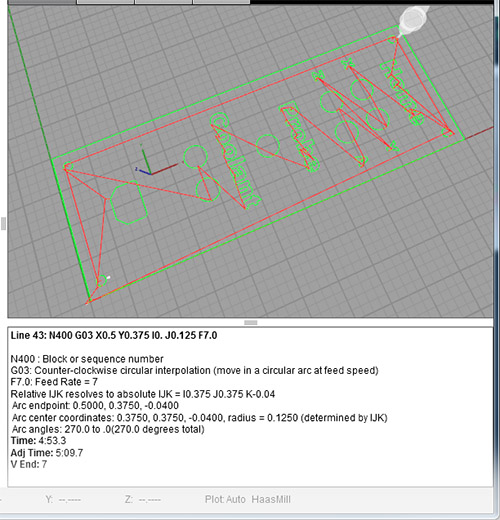 Line 43: N400 G03 X0.5 Y0.375 I0. J0.125 F7.0
N400 : Block or sequence number
G03: Counter-clockwise circular interpolation (move in a circular arc at feed speed)
F7.0: Feed Rate = 7
Relative IJK resolves to absolute IJK = I0.375 J0.375 K-0.04
Arc endpoint: 0.5000, 0.3750, -0.0400
Arc center coordinates: 0.3750, 0.3750, -0.0400, radius = 0.1250 (determined by IJK)
Arc angles: 270.0 to .0(270.0 degrees total)
Time: 4:53.3
Adj Time: 5:09.7
V End: 7
Y: --.---- Z: --.---- Plot: Auto HaasMill